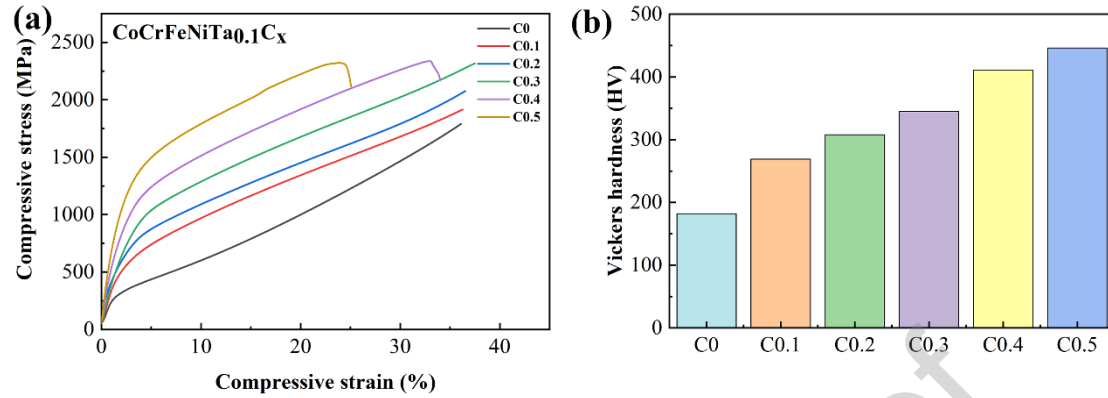 (a)
CoCrFeNiTa0.1Cx
C0
C0.1
C0.2
C0.3
C0.4
C0.5
Compressive stress (MPa)
2500
2000
1500
1000
500
0
0 10 20 30 40
Compressive strain (%)
(b)
Vickers hardness (HV)
500
400
300
200
100
0
C0 C0.1 C0.2 C0.3 C0.4 C0.5